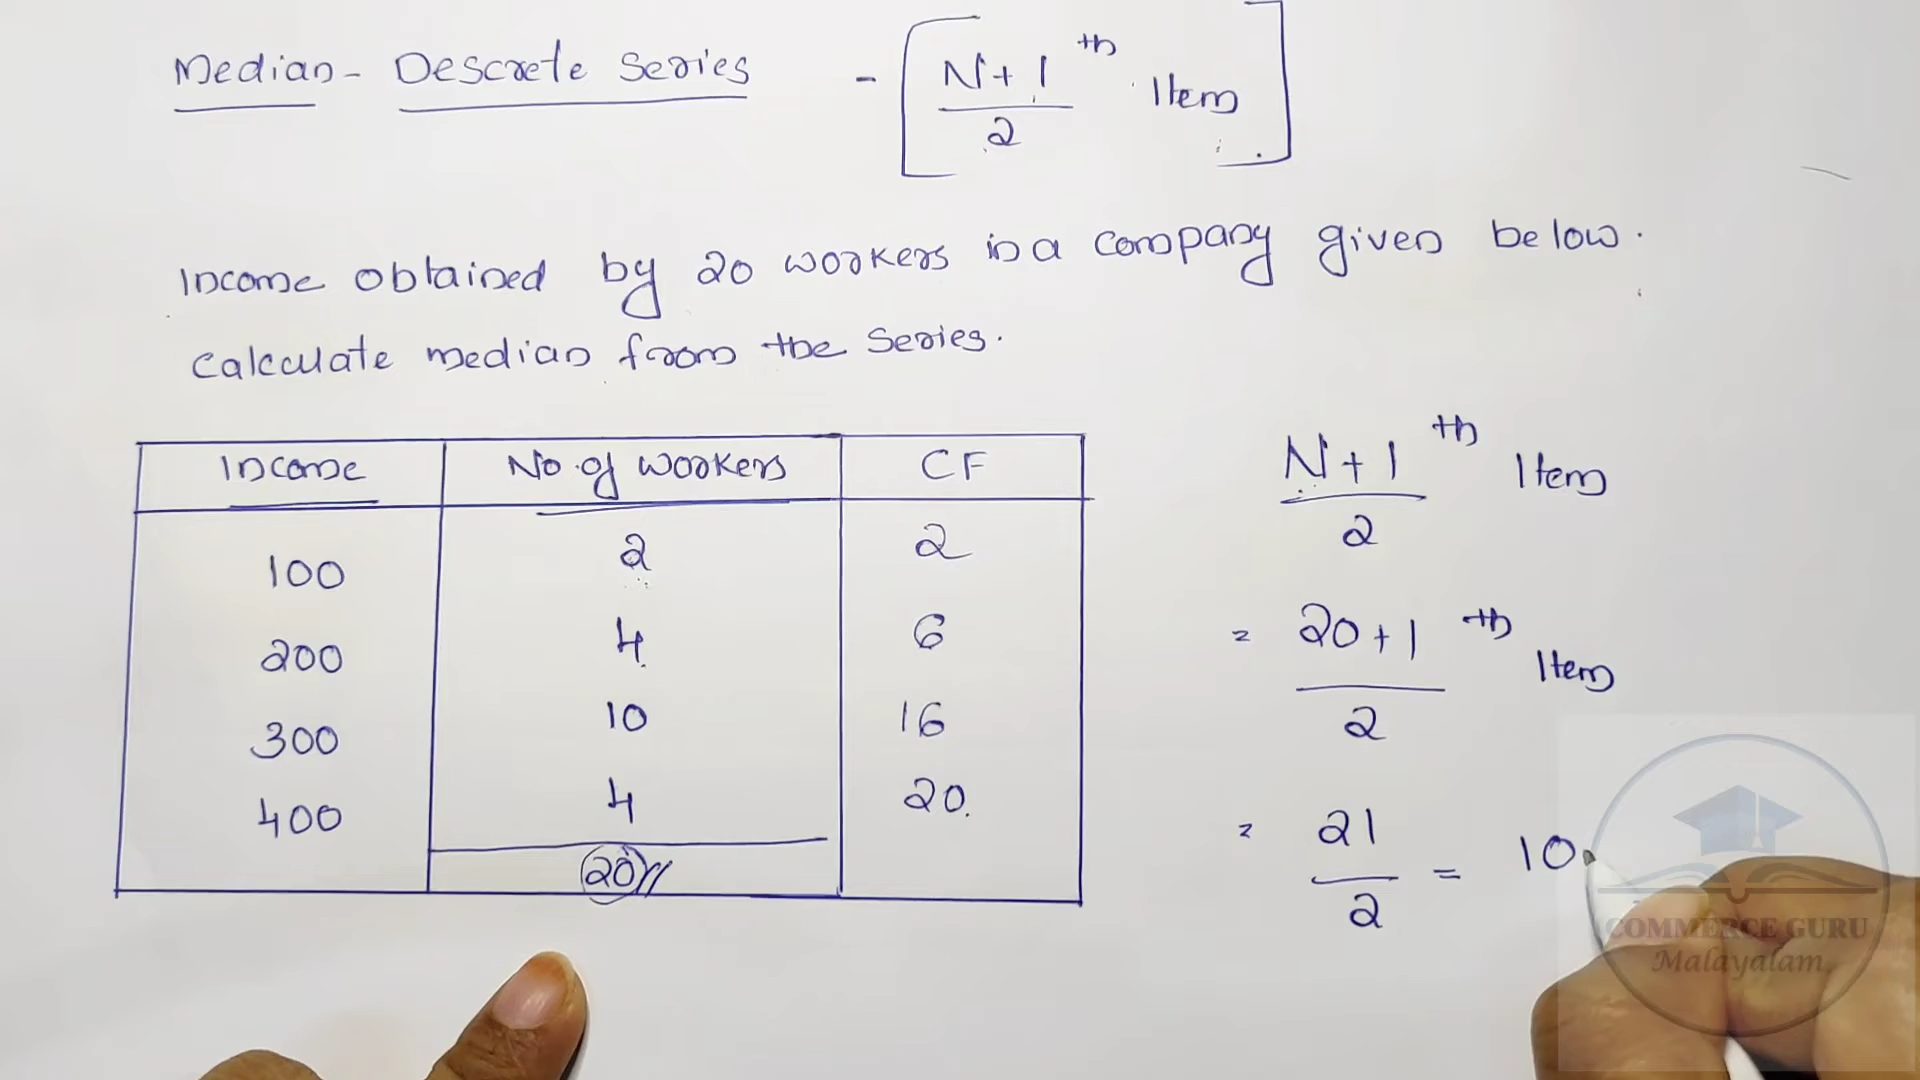 Median - Descrete Series - [N+1/2 th Item]
Income obtained by 20 workers in a company given below.
Calculate median from the series.
Income No. of workers CF
100 2 2
200 4 6
300 10 16
400 4 20.
20//
N+1/2 th Item
= 20+1/2 th Item
= 21/2 = 10.
COMMERCE GURU
Malayalam